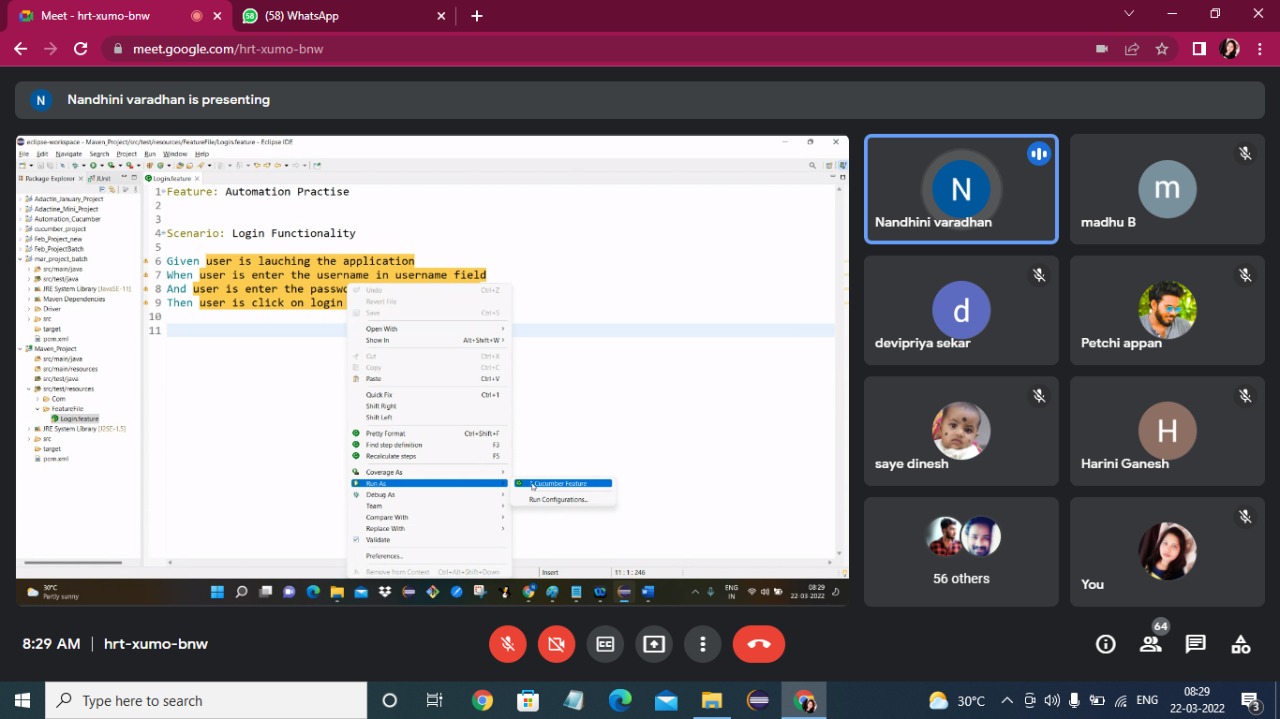 Meet - hrt-xumo-bnw
(58) WhatsApp
meet.google.com/hrt-xumo-bnw
N
Nandhini varadhan is presenting
eclipse-workspace - Maven_Project/src/test/resources/FeatureFile/Login.feature - Eclipse IDE
File Edit Navigate Search Project Run Window Help
Package Explorer
JUnit
Adactin_January_Project
Adactine_Mini_Project
Automation_Cucumber
cucumber_project
Feb_Project_new
Feb_ProjectBatch
mar_project_batch
src/main/java
src/test/java
JRE System Library [JavaSE-11]
Maven Dependencies
Driver
src
target
pom.xml
Maven_Project
src/main/java
src/main/resources
src/test/java
src/test/resources
Com
FeatureFile
Login.feature
JRE System Library [J2SE-1.5]
src
target
pom.xml
Login.feature
1 Feature: Automation Practise
2
3
4 Scenario: Login Functionality
5
6 Given user is lauching the application
7 When user is enter the username in username field
8 And user is enter the passwo
9 Then user is click on login
10
11
Undo Ctrl+Z
Revert File
Save Ctrl+S
Open With
Show In Alt+Shift+W
Cut Ctrl+X
Copy Ctrl+C
Paste Ctrl+V
Quick Fix Ctrl+1
Shift Right
Shift Left
Pretty Format Ctrl+Shift+F
Find step definition F3
Recalculate steps F5
Coverage As
Run As
Debug As
Team
Compare With
Replace With
Validate
Preferences...
Remove from Context Ctrl+Alt+Shift+Down
Cucumber Feature
Run Configurations...
Insert
11 : 1 : 246
30°C
Partly sunny
ENG
IN
08:29
22-03-2022
N
Nandhini varadhan
m
madhu B
d
devipriya sekar
Petchi appan
saye dinesh
H
Harini Ganesh
56 others
You
8:29 AM | hrt-xumo-bnw
64
Type here to search
30°C
ENG
08:29
22-03-2022
3